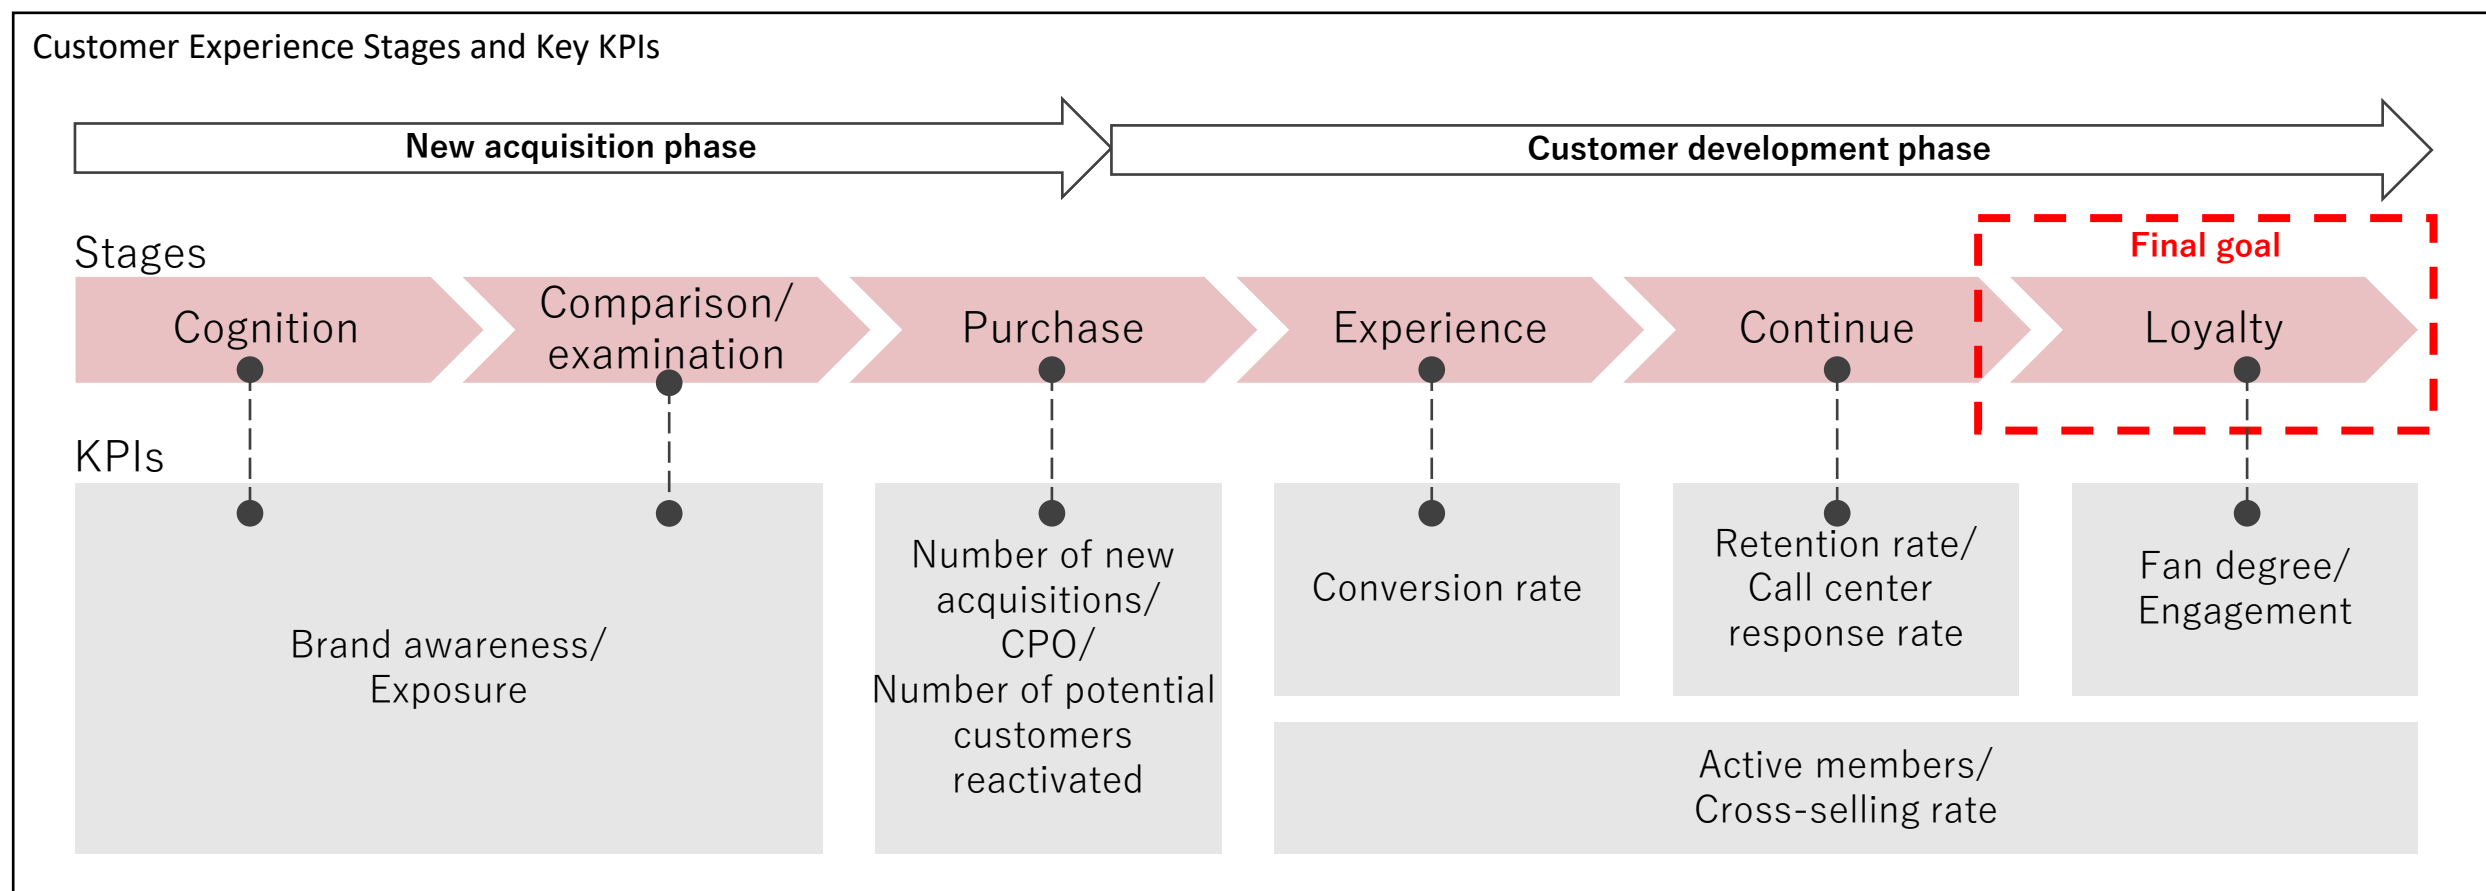 Customer Experience Stages and Key KPIs
New acquisition phase
Customer development phase
Stages
Final goal
Cognition
Comparison/
examination
Purchase
Experience
Continue
Loyalty
KPIs
Brand awareness/
Exposure
Number of new
acquisitions/
CPO/
Number of potential
customers
reactivated
Conversion rate
Retention rate/
Call center
response rate
Fan degree/
Engagement
Active members/
Cross-selling rate